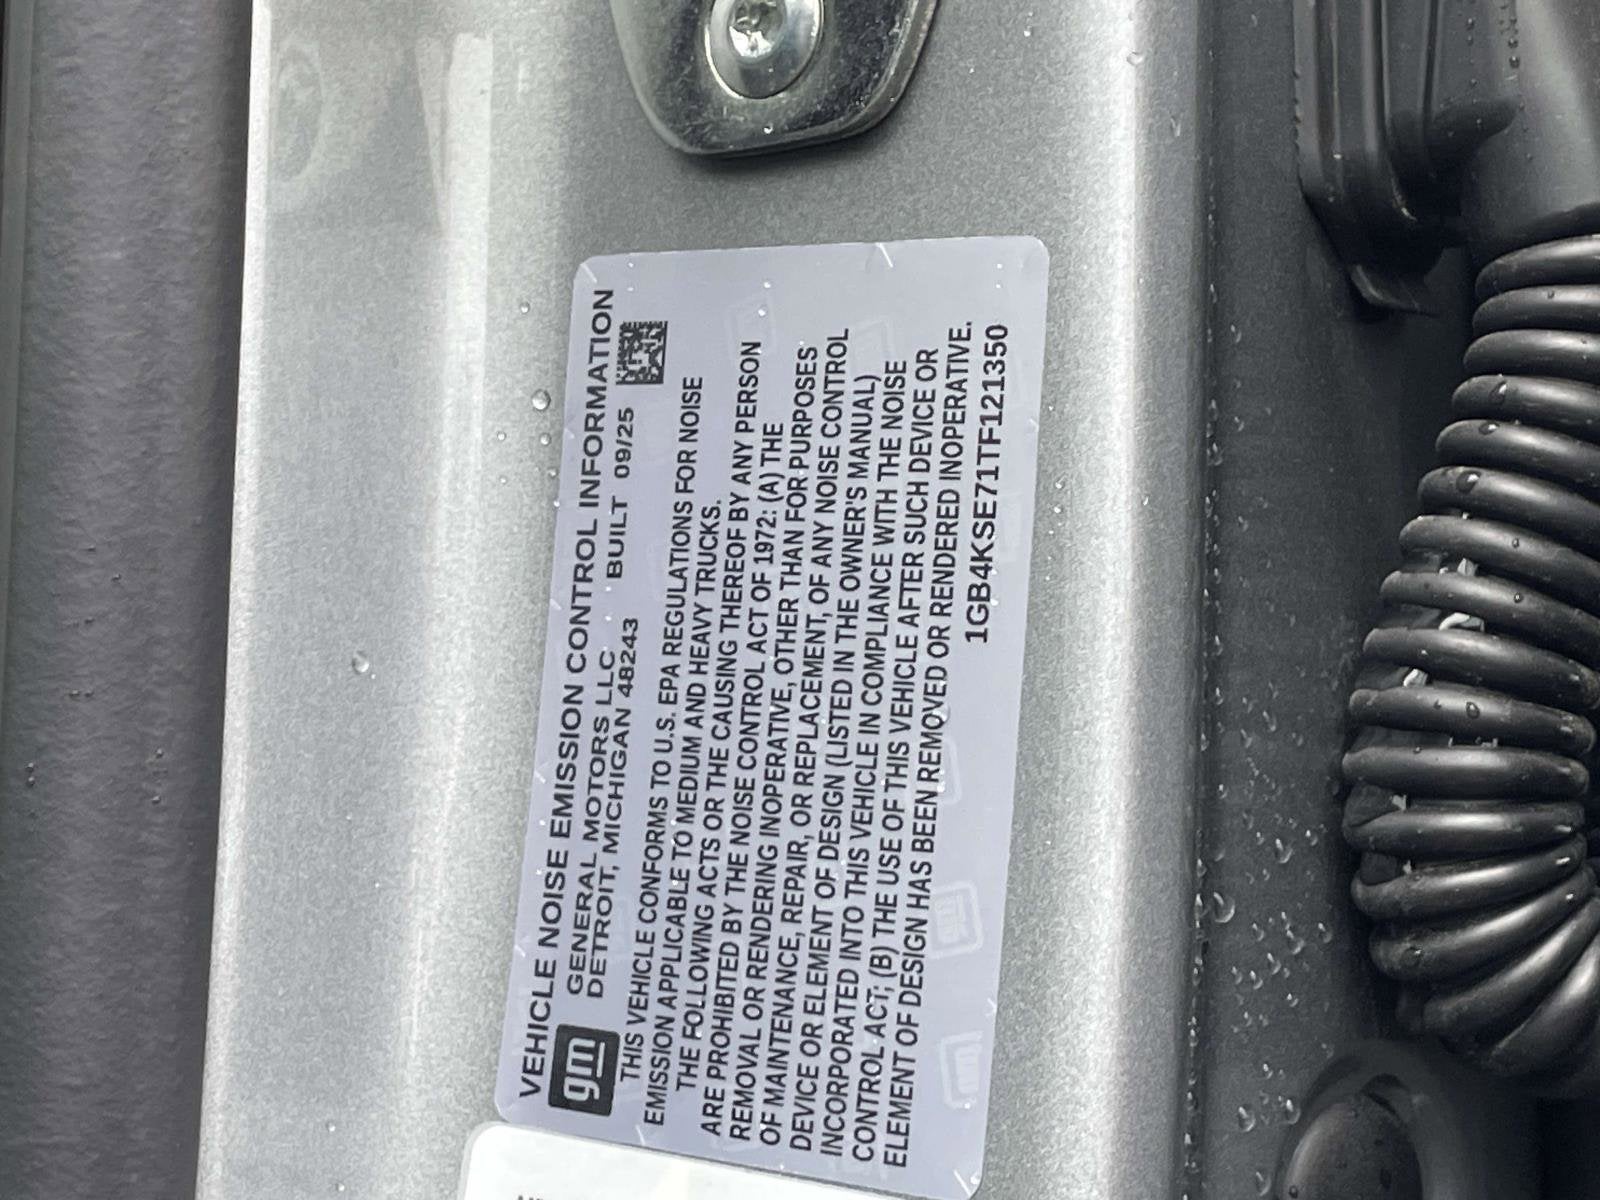 VEHICLE NOISE EMISSION CONTROL INFORMATION
gm
GENERAL MOTORS LLC
DETROIT, MICHIGAN 48243 BUILT 09/25
THIS VEHICLE CONFORMS TO U.S. EPA REGULATIONS FOR NOISE
EMISSION APPLICABLE TO MEDIUM AND HEAVY TRUCKS.
THE FOLLOWING ACTS OR THE CAUSING THEREOF BY ANY PERSON
ARE PROHIBITED BY THE NOISE CONTROL ACT OF 1972: (A) THE
REMOVAL OR RENDERING INOPERATIVE, OTHER THAN FOR PURPOSES
OF MAINTENANCE, REPAIR, OR REPLACEMENT, OF ANY NOISE CONTROL
DEVICE OR ELEMENT OF DESIGN (LISTED IN THE OWNER'S MANUAL)
INCORPORATED INTO THIS VEHICLE IN COMPLIANCE WITH THE NOISE
CONTROL ACT; (B) THE USE OF THIS VEHICLE AFTER SUCH DEVICE OR
ELEMENT OF DESIGN HAS BEEN REMOVED OR RENDERED INOPERATIVE.
1GB4KSE71TF121350